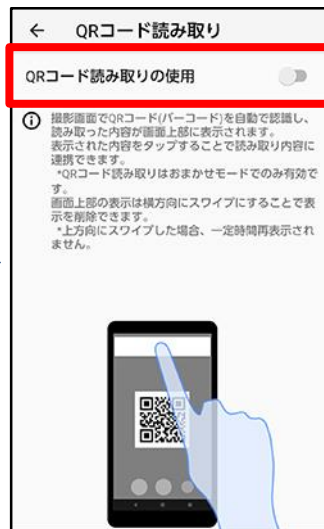 ← QRコード読み取り
QRコード読み取りの使用
撮影画面でQRコード(バーコード)を自動で認識し、
読み取った内容が画面上部に表示されます。
表示された内容をタップすることで読み取り内容に
連携できます。
*QRコード読み取りはおまかせモードでのみ有効で
す。
画面上部の表示は横方向にスワイプにすることで表
示を削除できます。
*上方向にスワイプした場合、一定時間再表示され
ません。